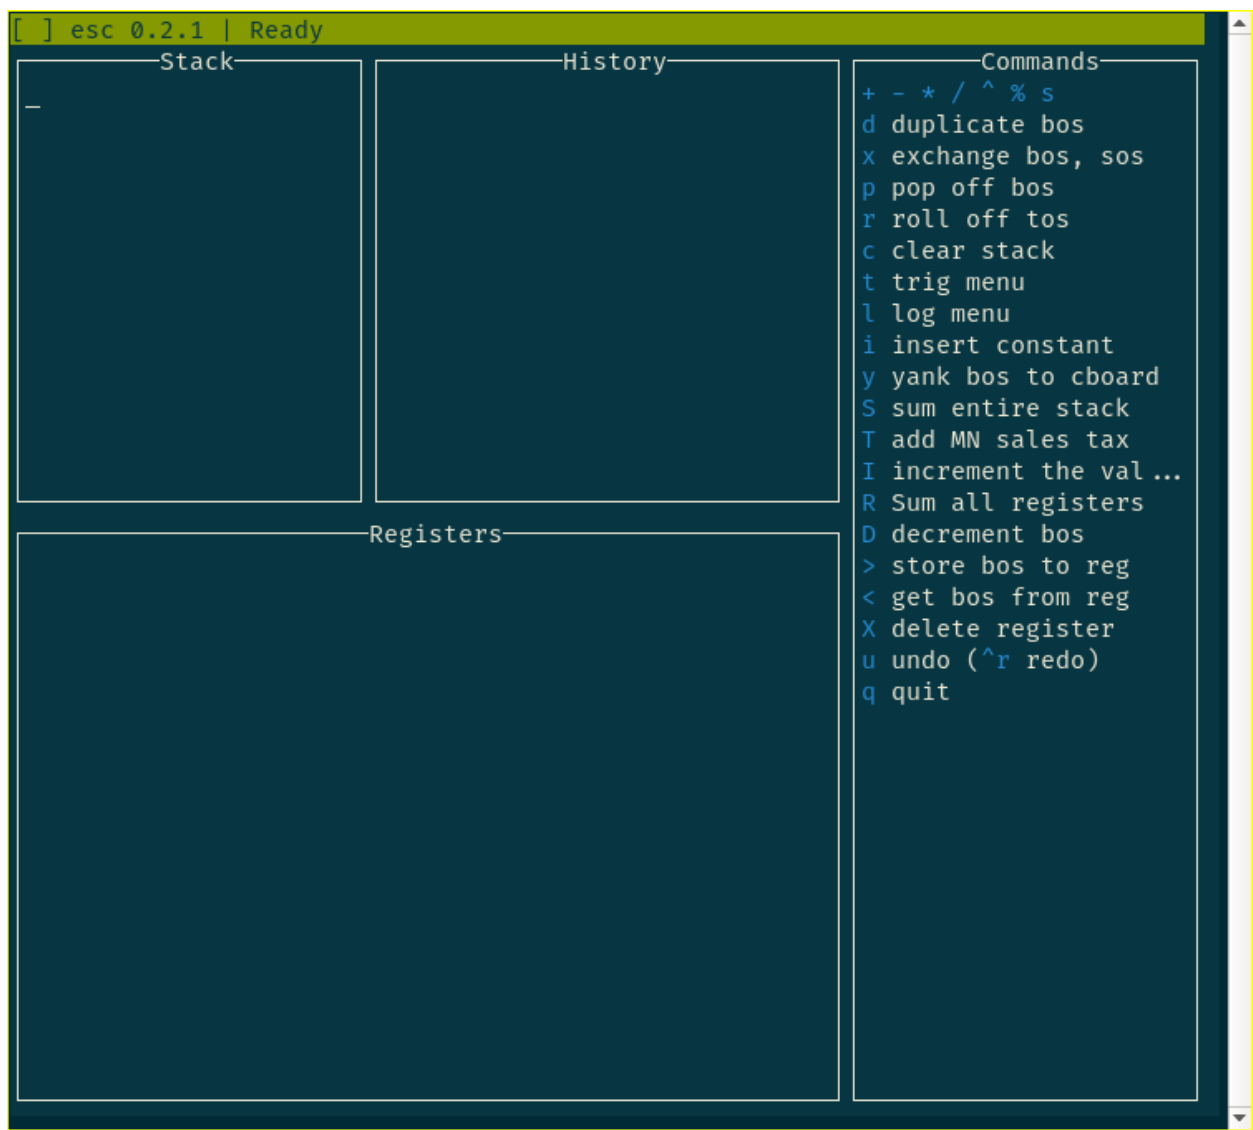 [ ] esc 0.2.1 | Ready
Stack
_
History
Registers
Commands
+ - * / ^ % s
d duplicate bos
x exchange bos, sos
p pop off bos
r roll off tos
c clear stack
t trig menu
l log menu
i insert constant
y yank bos to cboard
S sum entire stack
T add MN sales tax
I increment the val...
R Sum all registers
D decrement bos
> store bos to reg
< get bos from reg
X delete register
u undo (^r redo)
q quit